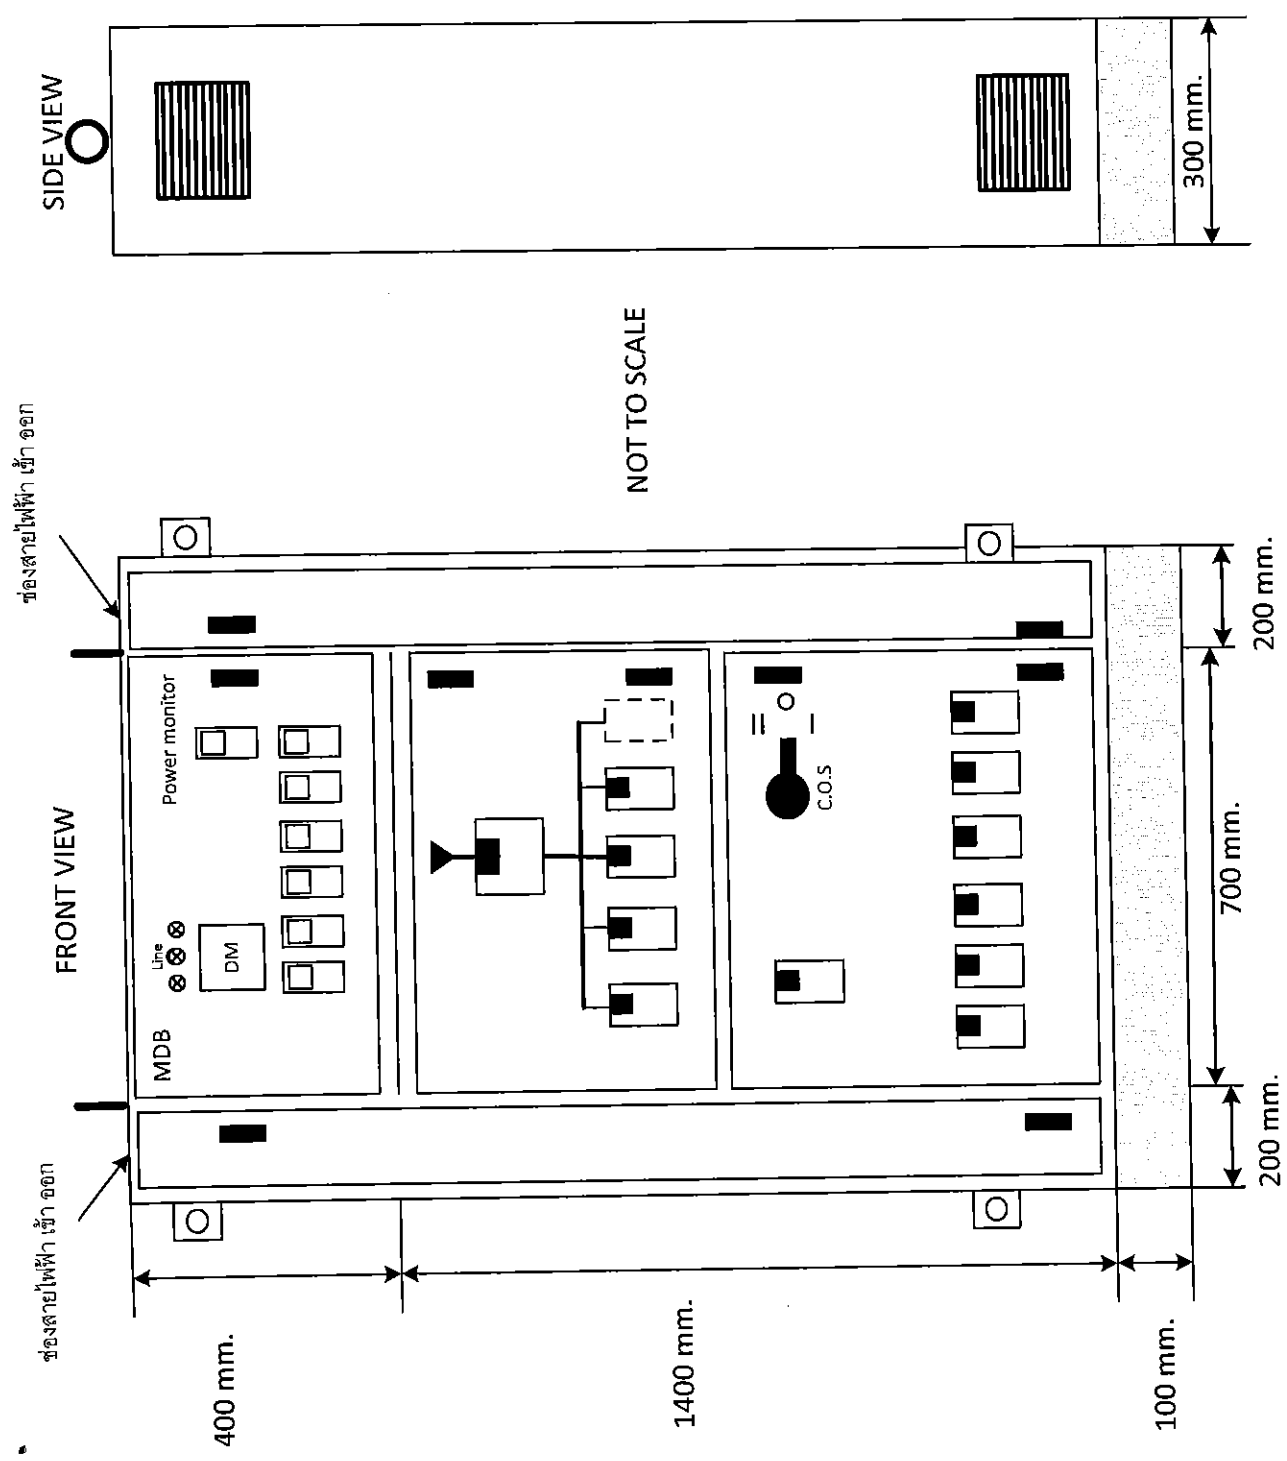 FRONT VIEW
SIDE VIEW
ช่องสายไฟฟ้า เข้า ออก
ช่องสายไฟฟ้า เข้า ออก
MDB
Line
Power monitor
DM
C.O.S
NOT TO SCALE
400 mm.
1400 mm.
100 mm.
200 mm.
700 mm.
200 mm.
300 mm.